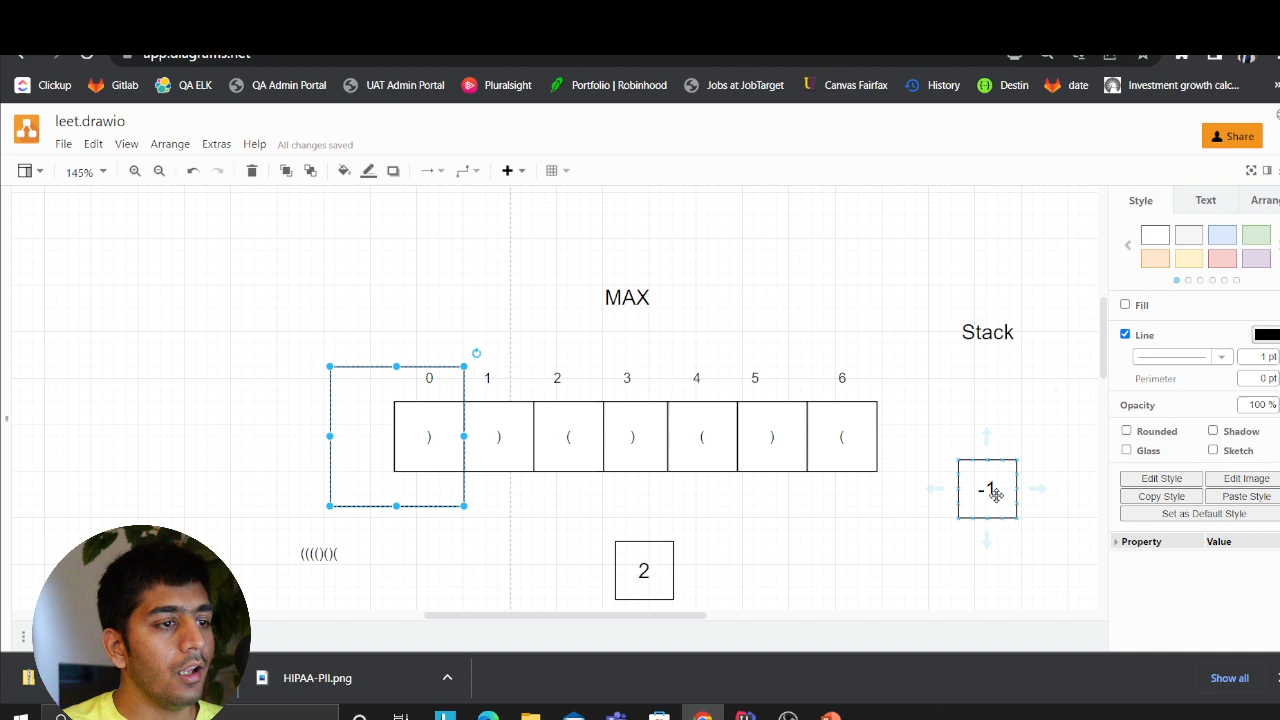 app.diagrams.net
Clickup Gitlab QA ELK QA Admin Portal UAT Admin Portal Pluralsight Portfolio | Robinhood Jobs at JobTarget Canvas Fairfax History Destin date Investment growth calc... »
leet.drawio
Share
File Edit View Arrange Extras Help All changes saved
145%
Style Text Arran
MAX
Fill
Stack
Line
1 pt
0 1 2 3 4 5 6
Perimeter 0 pt
Opacity 100 %
) ) ( ) ( ) (
Rounded Shadow
Glass Sketch
Edit Style Edit Image
-1
Copy Style Paste Style
Set as Default Style
Property Value
(((()()(
2
HIPAA-PII.png
Show all